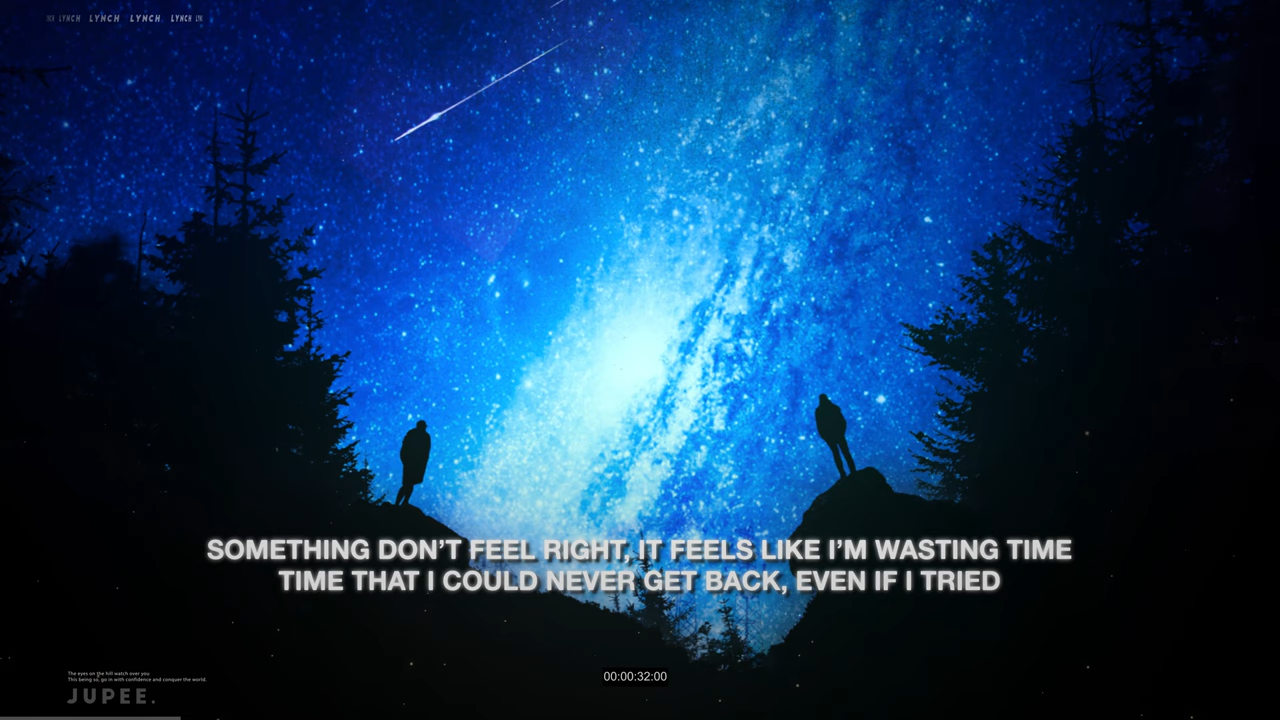 LYNCH LYNCH LYNCH LYNCH
SOMETHING DON'T FEEL RIGHT, IT FEELS LIKE I'M WASTING TIME
TIME THAT I COULD NEVER GET BACK, EVEN IF I TRIED
The eyes on the hill watch over you
This being so, go in with confidence and conquer the world.
00:00:32:00
JUPEE.